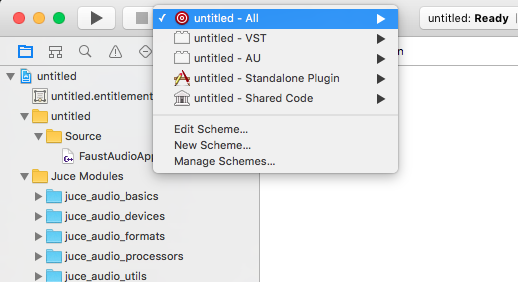 untitled - All
untitled: Ready
untitled - VST
untitled - AU
untitled - Standalone Plugin
untitled - Shared Code
Edit Scheme...
New Scheme...
Manage Schemes...
untitled
untitled.entitlement
untitled
Source
FaustAudioApp
Juce Modules
juce_audio_basics
juce_audio_devices
juce_audio_formats
juce_audio_processors
juce_audio_utils